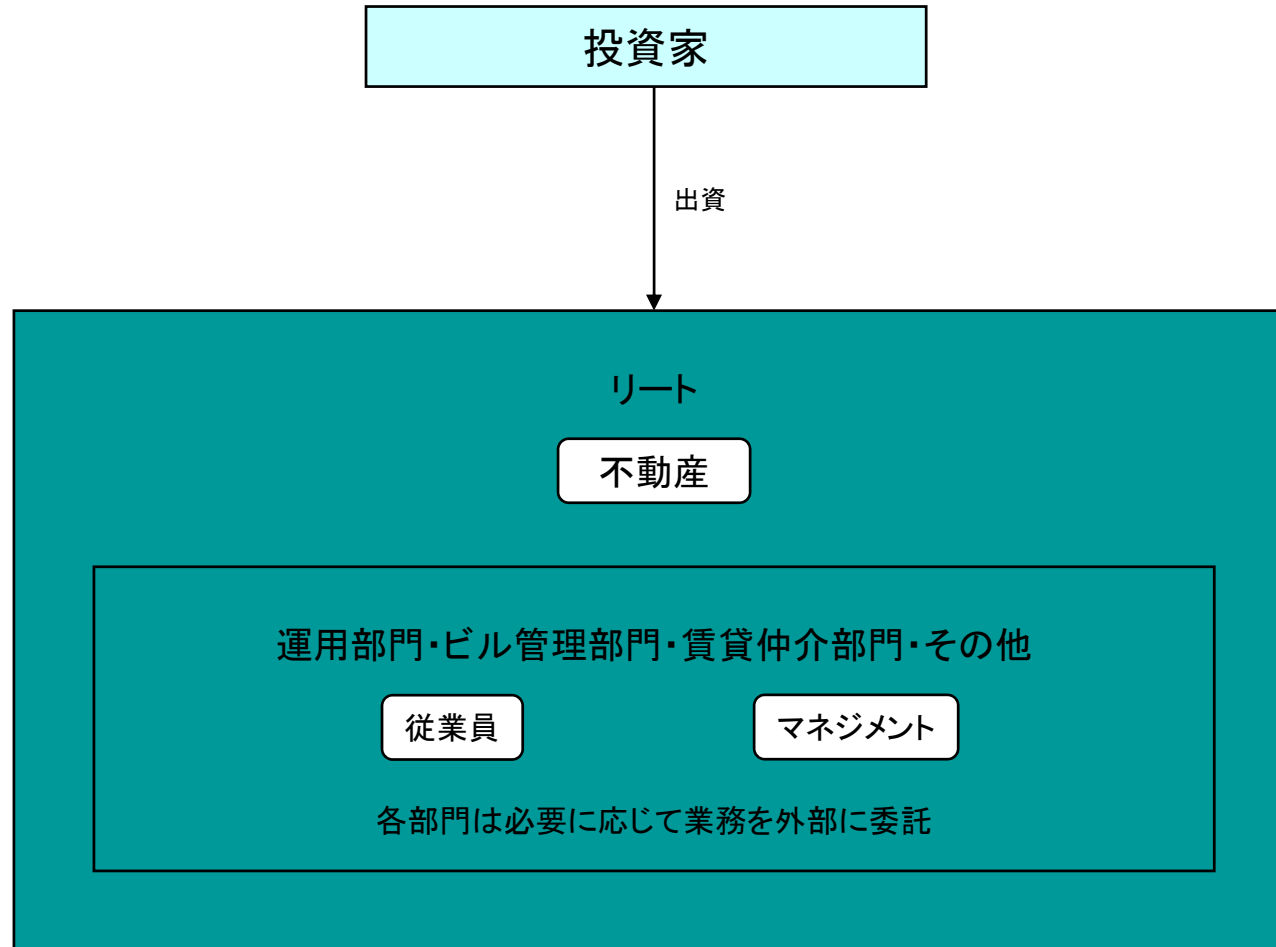 投資家
出資
リート
不動産
運用部門・ビル管理部門・賃貸仲介部門・その他
従業員
マネジメント
各部門は必要に応じて業務を外部に委託